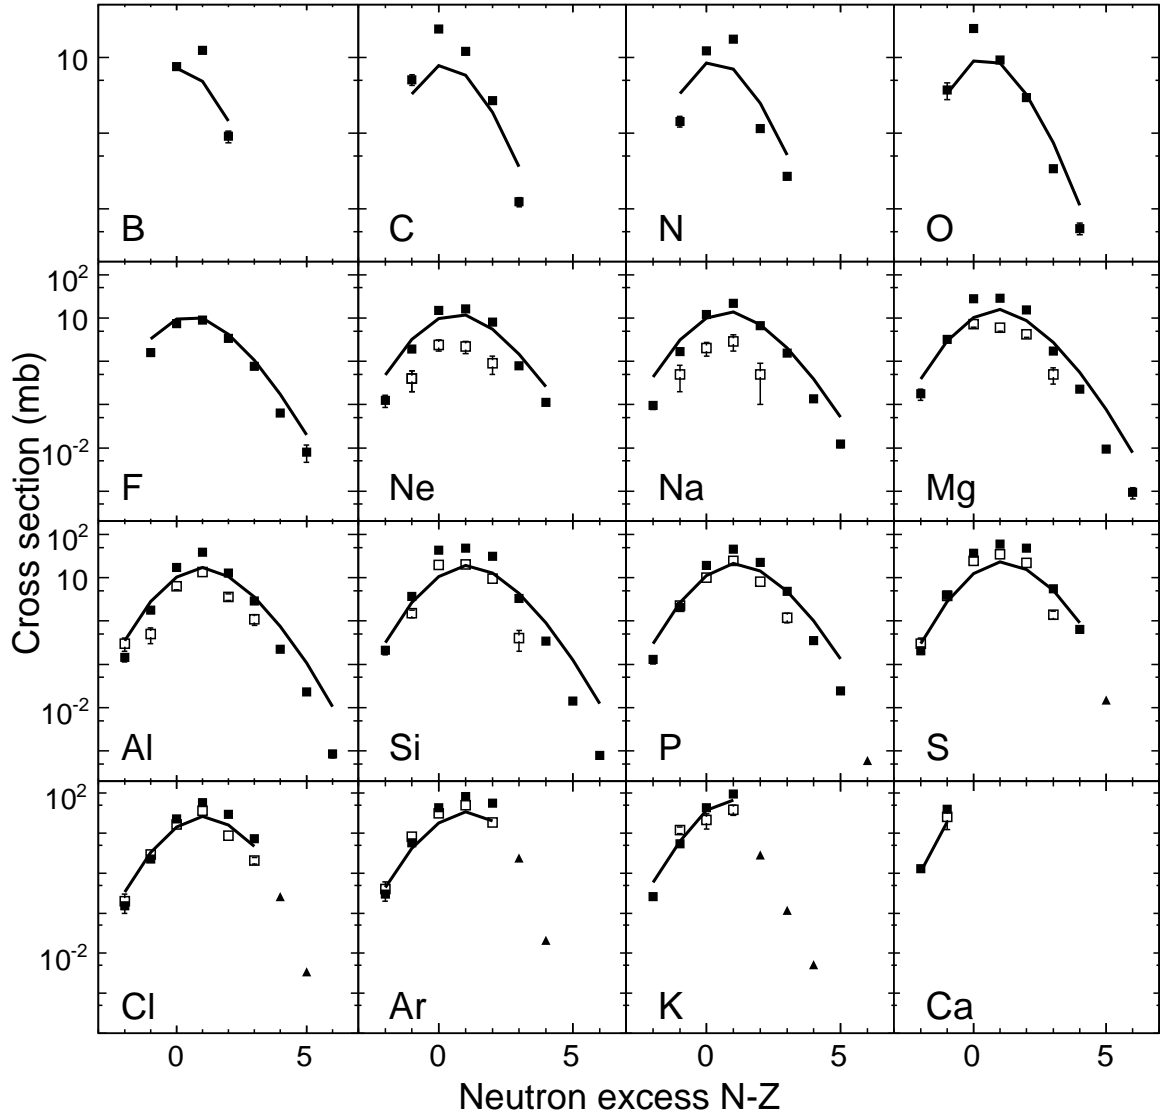 10
B
C
N
O
10²
10
10⁻²
F
Ne
Na
Mg
Cross section (mb)
10²
10
10⁻²
Al
Si
P
S
10²
10⁻²
Cl
Ar
K
Ca
0 5 0 5 0 5 0 5
Neutron excess N-Z